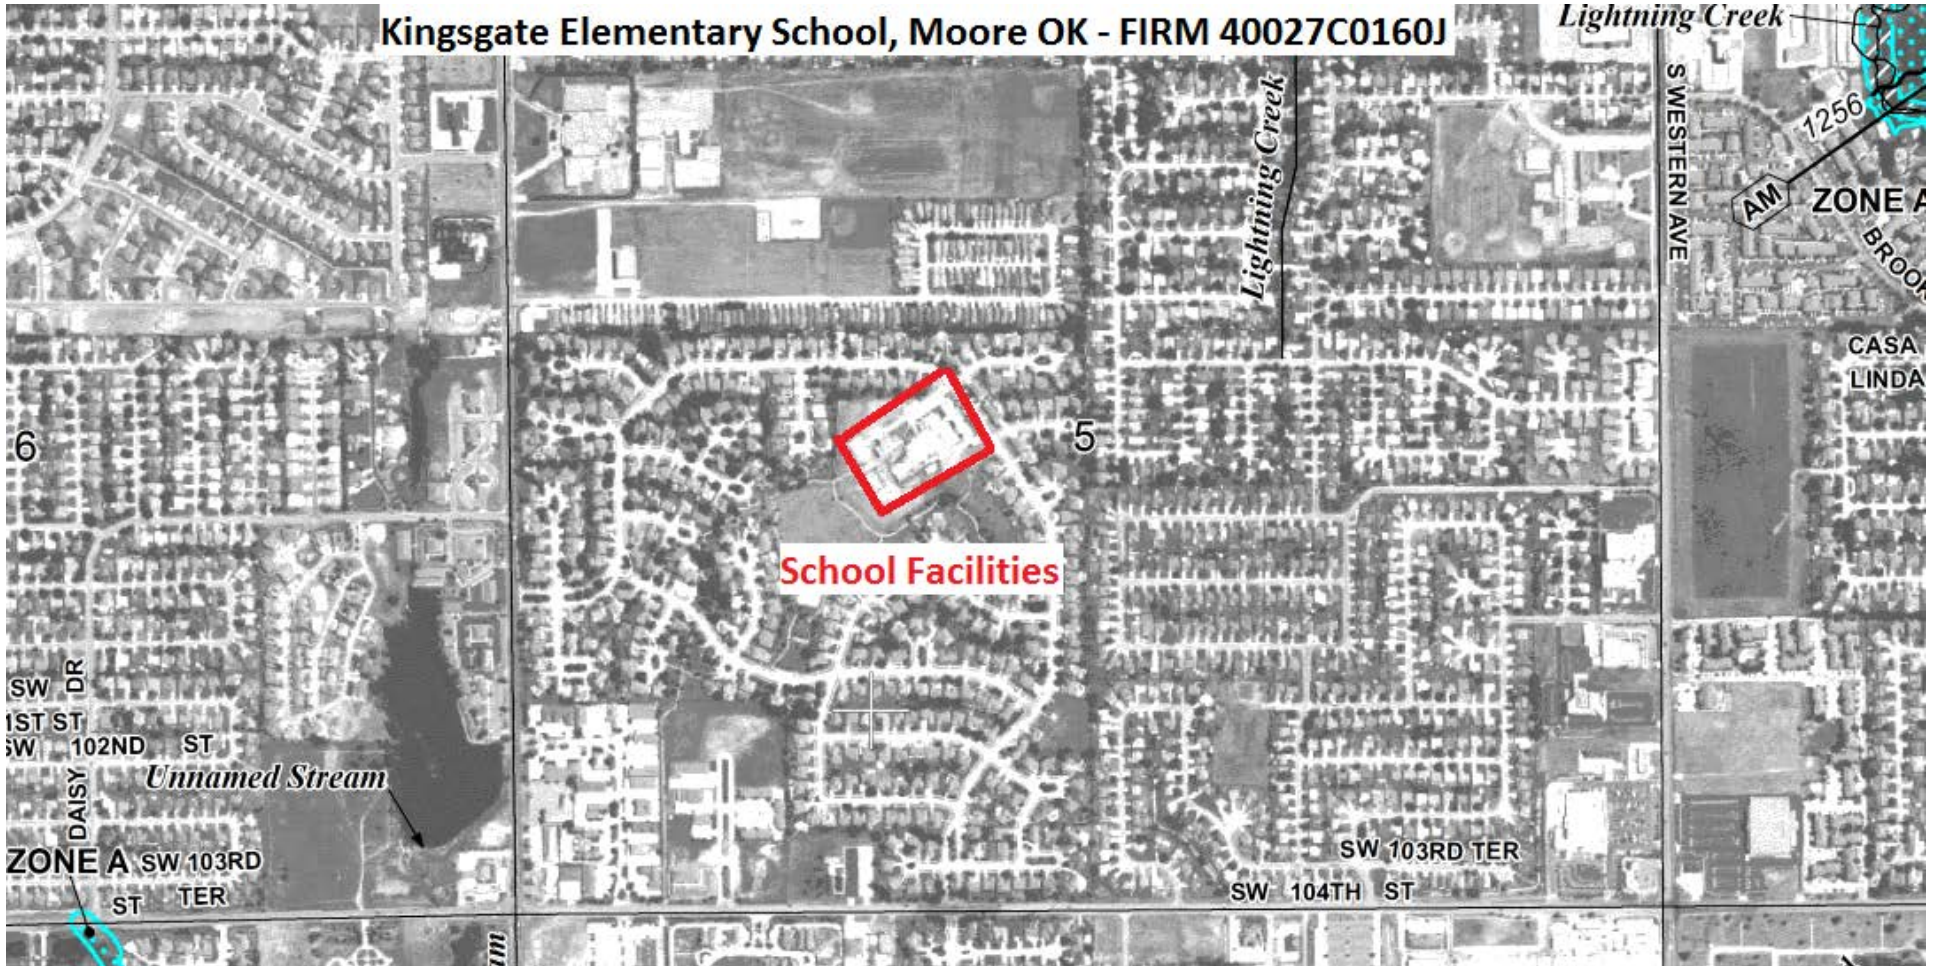 Kingsgate Elementary School, Moore OK - FIRM 40027C0160J
Lightning Creek
Lightning Creek
S WESTERN AVE
1256
AM
ZONE A
BROOK
CASA
LINDA
6
5
School Facilities
SW
1ST ST
SW 102ND ST
DAISY DR
Unnamed Stream
ZONE A
SW 103RD
ST TER
SW 103RD TER
SW 104TH ST